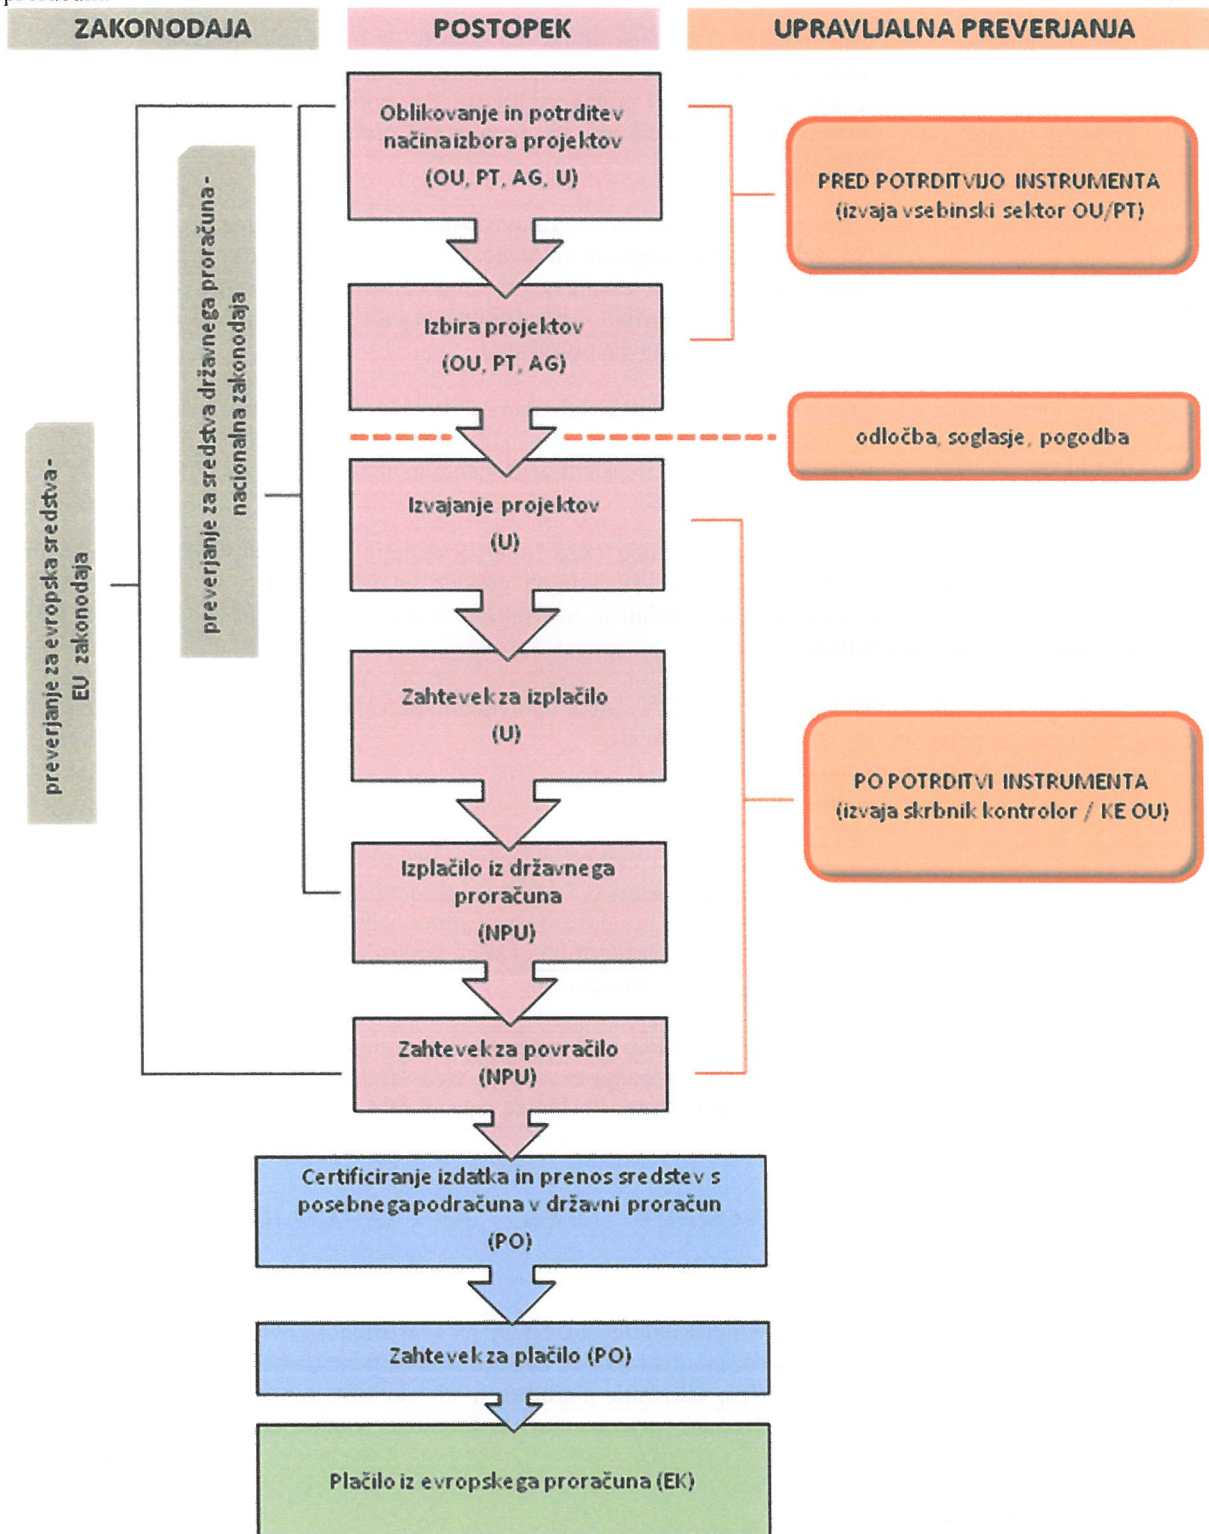 ZAKONODAJA
POSTOPEK
UPRAVLJALNA PREVERJANJA
Oblikovanje in potrditev
načina izbora projektov
(OU, PT, AG, U)
PRED POTRDITVIJO INSTRUMENTA
(izvaja vsebinski sektor OU/PT)
preverjanje za sredstva državnega proračuna-
nacionalna zakonodaja
Izbira projektov
(OU, PT, AG)
odločba, soglasje, pogodba
preverjanje za evropska sredstva-
EU zakonodaja
Izvajanje projektov
(U)
Zahtevek za izplačilo
(U)
PO POTRDITVI INSTRUMENTA
(izvaja skrbnik kontrolor / KE OU)
Izplačilo iz državnega
proračuna
(NPU)
Zahtevek za povračilo
(NPU)
Certificiranje izdatka in prenos sredstev s
posebnega podračuna v državni proračun
(PO)
Zahtevek za plačilo (PO)
Plačilo iz evropskega proračuna (EK)